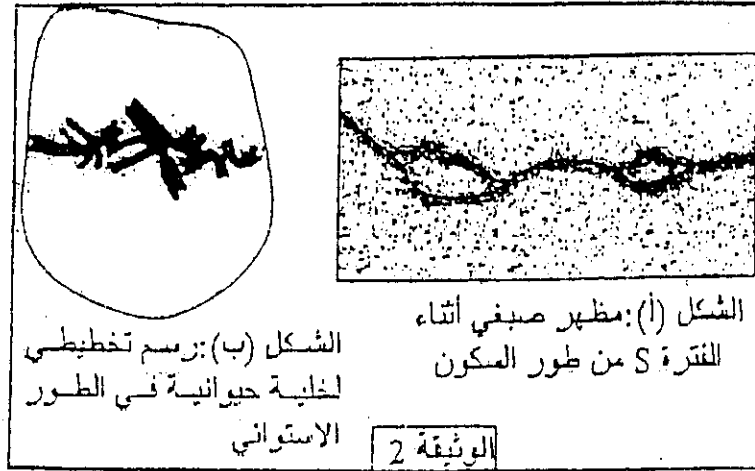 الشكل (أ):مظهر صبغي أثناء
الفترة S من طور السكون
الشكل (ب):رسم تخطيطي
لخلية حيوانية في الطور
الاستوائي
الوثيقة 2